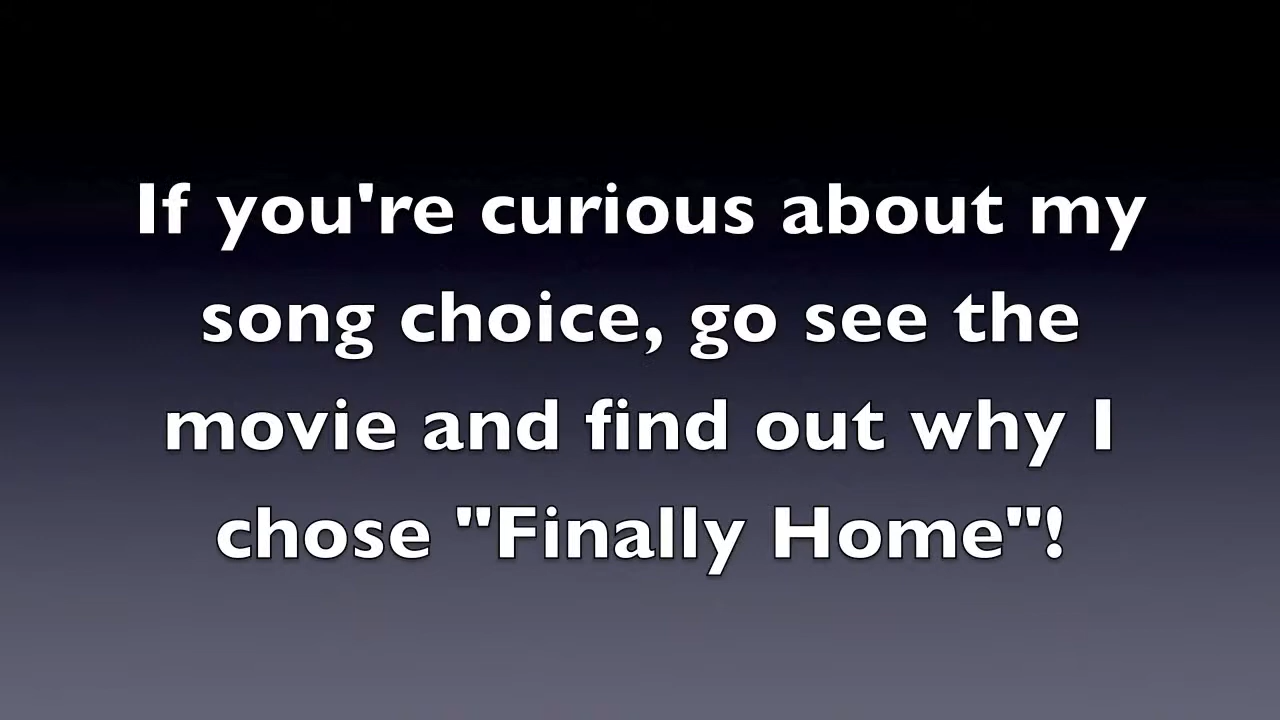 If you're curious about my
song choice, go see the
movie and find out why I
chose "Finally Home"!